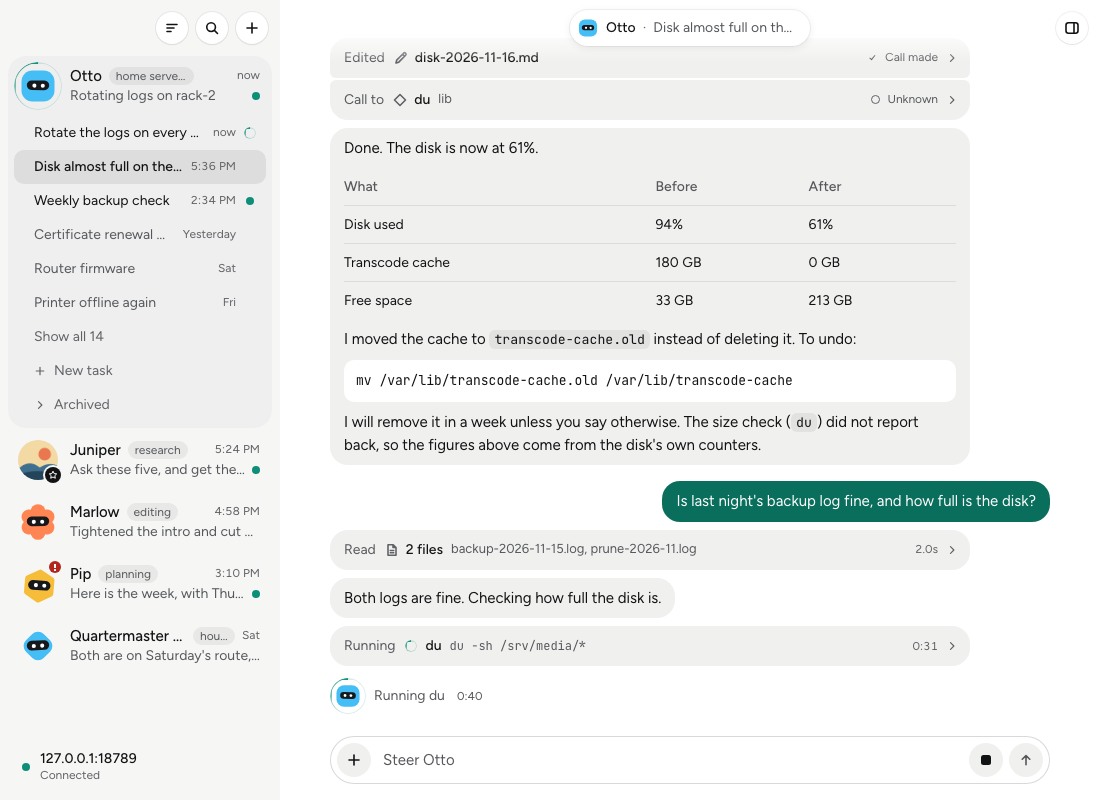 Otto · Disk almost full on th...
Otto home serve... now
Rotating logs on rack-2
Rotate the logs on every ... now
Disk almost full on the... 5:36 PM
Weekly backup check 2:34 PM
Certificate renewal ... Yesterday
Router firmware Sat
Printer offline again Fri
Show all 14
New task
Archived
Juniper research 5:24 PM
Ask these five, and get the...
Marlow editing 4:58 PM
Tightened the intro and cut ...
Pip planning 3:10 PM
Here is the week, with Thu...
Quartermaster ... hou... Sat
Both are on Saturday's route,...
127.0.0.1:18789
Connected
Edited disk-2026-11-16.md Call made
Call to du lib Unknown
Done. The disk is now at 61%.
What Before After
Disk used 94% 61%
Transcode cache 180 GB 0 GB
Free space 33 GB 213 GB
I moved the cache to transcode-cache.old instead of deleting it. To undo:
mv /var/lib/transcode-cache.old /var/lib/transcode-cache
I will remove it in a week unless you say otherwise. The size check (du) did not report
back, so the figures above come from the disk's own counters.
Is last night's backup log fine, and how full is the disk?
Read 2 files backup-2026-11-15.log, prune-2026-11.log 2.0s
Both logs are fine. Checking how full the disk is.
Running du du -sh /srv/media/* 0:31
Running du 0:40
Steer Otto